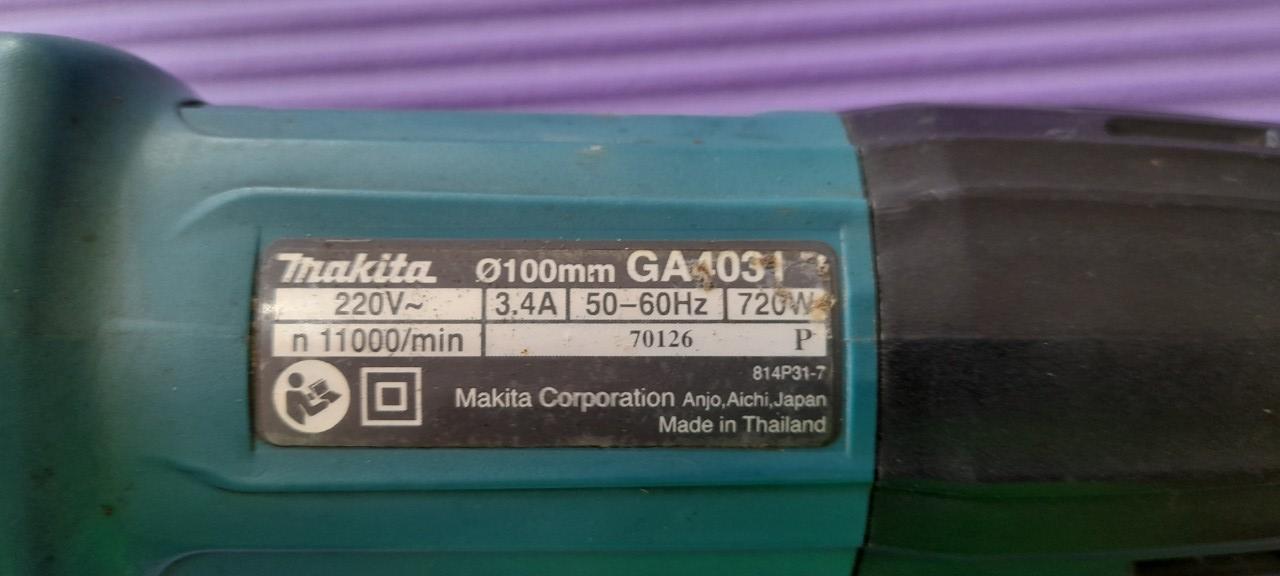 Makita Ø100mm GA4031
220V~ 3.4A 50-60Hz 720W
n 11000/min 70126 P
814P31-7
Makita Corporation Anjo,Aichi,Japan
Made in Thailand